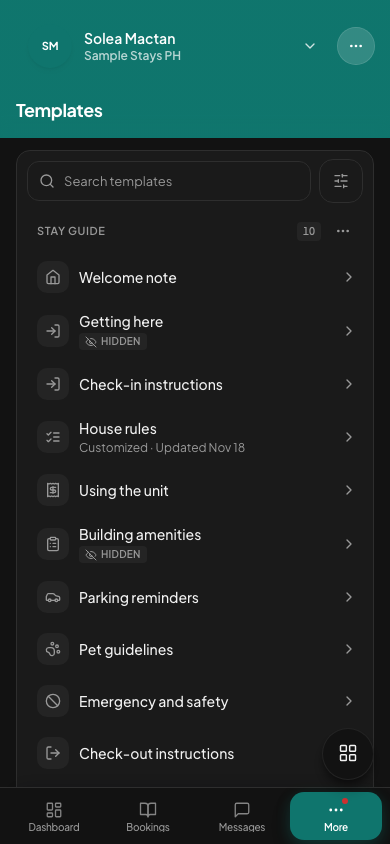 SM
Solea Mactan
Sample Stays PH
Templates
Search templates
STAY GUIDE
10
Welcome note
Getting here
HIDDEN
Check-in instructions
House rules
Customized · Updated Nov 18
Using the unit
Building amenities
HIDDEN
Parking reminders
Pet guidelines
Emergency and safety
Check-out instructions
Dashboard
Bookings
Messages
More